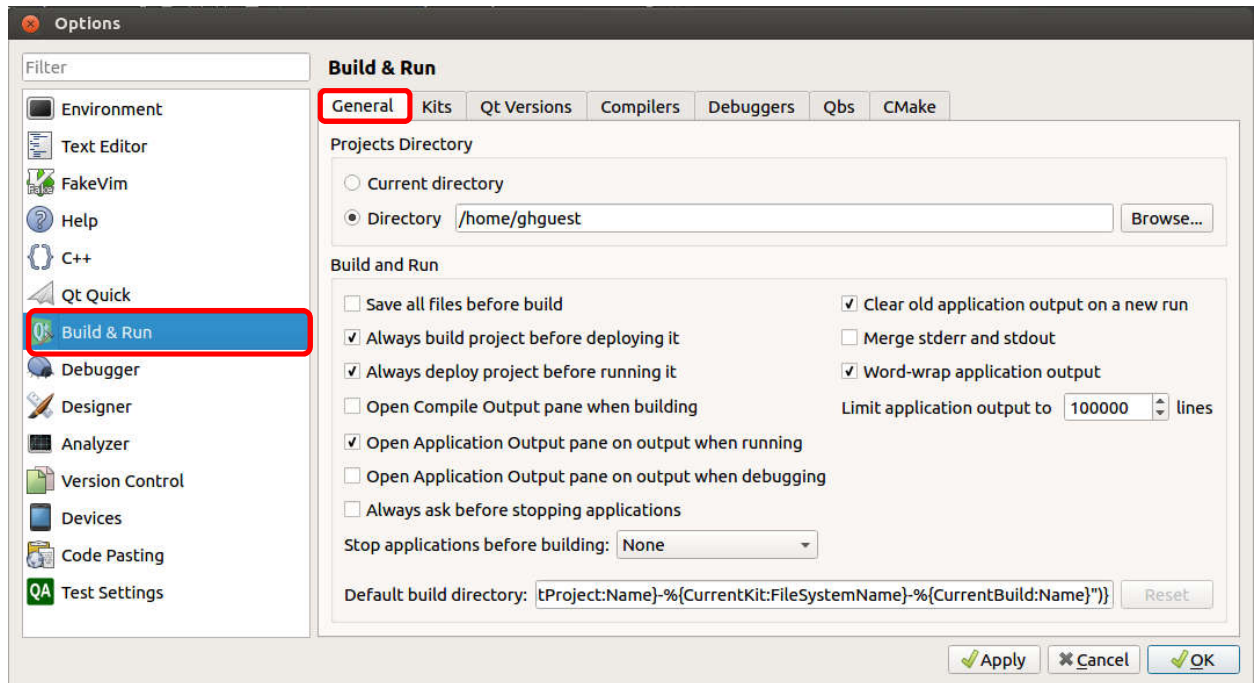 Options
Filter
Environment
Text Editor
FakeVim
Help
C++
Qt Quick
Build & Run
Debugger
Designer
Analyzer
Version Control
Devices
Code Pasting
QA Test Settings
Build & Run
General Kits Qt Versions Compilers Debuggers Qbs CMake
Projects Directory
Current directory
Directory /home/ghguest Browse...
Build and Run
Save all files before build
Always build project before deploying it
Always deploy project before running it
Open Compile Output pane when building
Open Application Output pane on output when running
Open Application Output pane on output when debugging
Always ask before stopping applications
Stop applications before building: None
Clear old application output on a new run
Merge stderr and stdout
Word-wrap application output
Limit application output to 100000 lines
Default build directory: tProject:Name}-%{CurrentKit:FileSystemName}-%{CurrentBuild:Name}")} Reset
Apply Cancel OK